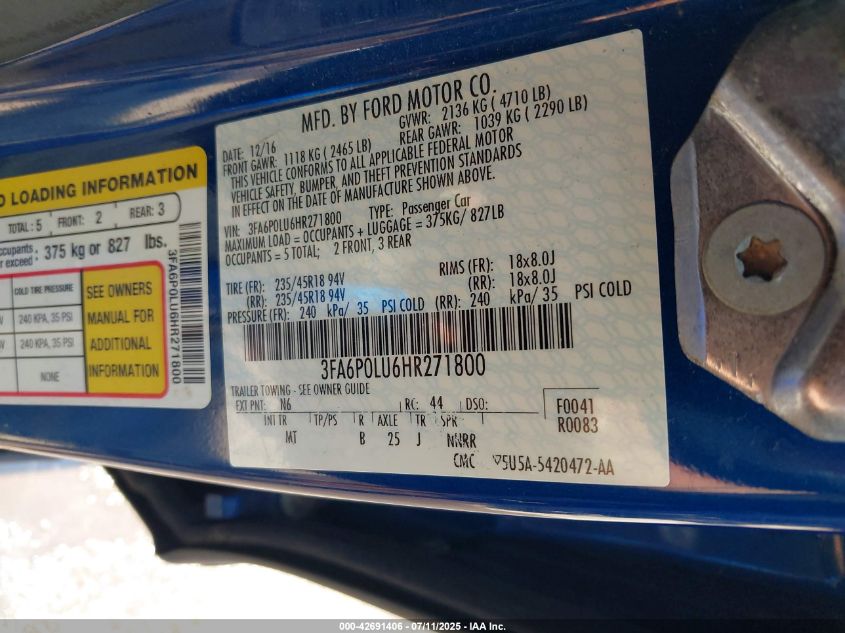 MFD. BY FORD MOTOR CO.
DATE: 12/16 GVWR: 2136 KG ( 4710 LB)
FRONT GAWR: 1118 KG ( 2465 LB) REAR GAWR: 1039 KG ( 2290 LB)
THIS VEHICLE CONFORMS TO ALL APPLICABLE FEDERAL MOTOR
VEHICLE SAFETY, BUMPER, AND THEFT PREVENTION STANDARDS
IN EFFECT ON THE DATE OF MANUFACTURE SHOWN ABOVE.
VIN: 3FA6P0LU6HR271800 TYPE: Passenger Car
MAXIMUM LOAD = OCCUPANTS + LUGGAGE = 375KG/ 827LB
OCCUPANTS = 5 TOTAL: 2 FRONT, 3 REAR
TIRE (FR): 235/45R18 94V RIMS (FR): 18x8.0J
(RR): 235/45R18 94V (RR): 18x8.0J
PRESSURE (FR): 240 kPa/ 35 PSI COLD (RR): 240 kPa/ 35 PSI COLD
3FA6P0LU6HR271800
TRAILER TOWING - SEE OWNER GUIDE
EXT PNT: N6 RC: 44 DSO: F0041
R0083
INT TR TP/PS R AXLE TR SPR
MT B 25 J NNRR
CMC 5U5A-5420472-AA
LOADING INFORMATION
TOTAL: 5 FRONT: 2 REAR: 3
375 kg or 827 lbs.
exceed:
COLD TIRE PRESSURE
240 KPA, 35 PSI
240 KPA, 35 PSI
NONE
SEE OWNERS
MANUAL FOR
ADDITIONAL
INFORMATION
3FA6P0LU6HR271800
000-42691406 - 07/11/2025 - IAA Inc.